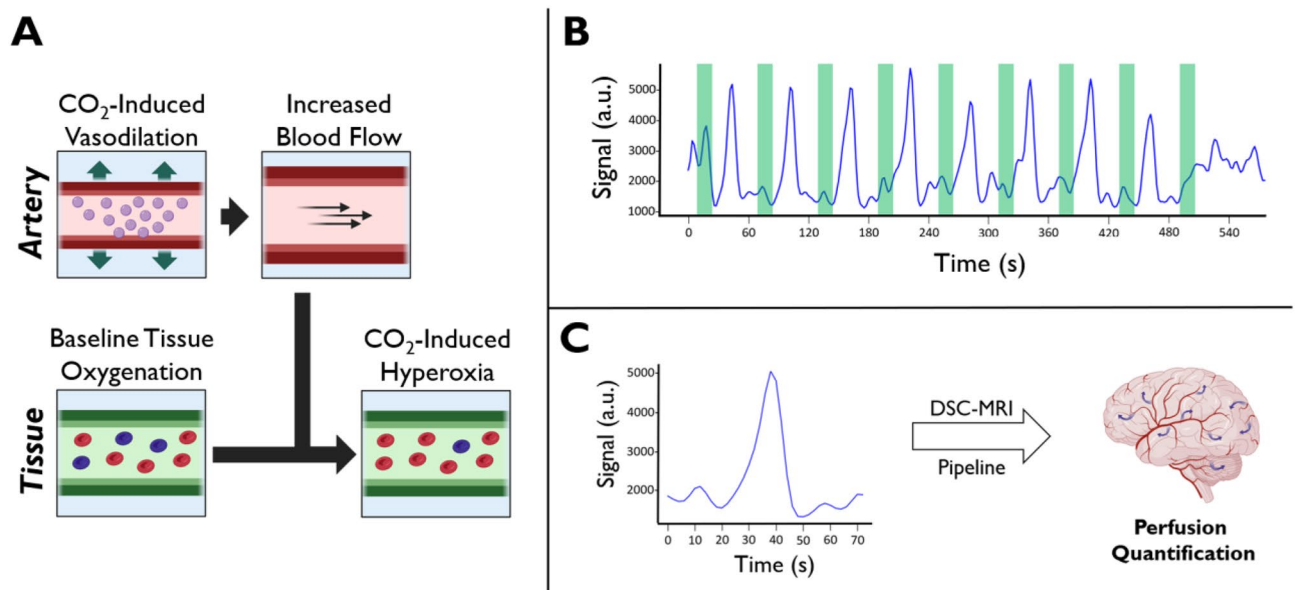 A
CO₂-Induced
Vasodilation
Increased
Blood Flow
Artery
Baseline Tissue
Oxygenation
CO₂-Induced
Hyperoxia
Tissue
B
Signal (a.u.)
5000
4000
3000
2000
1000
0 60 120 180 240 300 360 420 480 540
Time (s)
C
Signal (a.u.)
5000
4000
3000
2000
0 10 20 30 40 50 60 70
Time (s)
DSC-MRI
Pipeline
Perfusion
Quantification